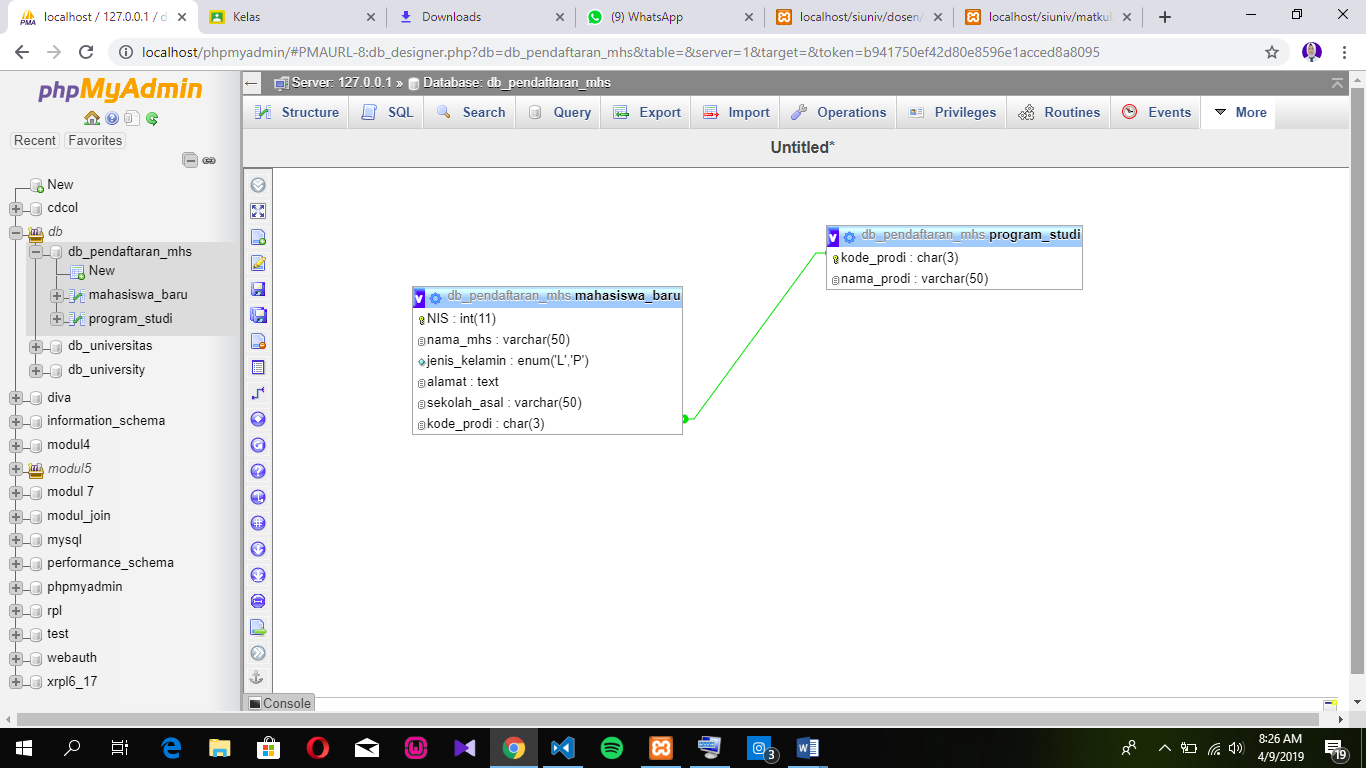 localhost / 127.0.0.1 / d
Kelas
Downloads
(9) WhatsApp
localhost/siuniv/dosen/
localhost/siuniv/matkul
localhost/phpmyadmin/#PMAURL-8:db_designer.php?db=db_pendaftaran_mhs&table=&server=1&target=&token=b941750ef42d80e8596e1acced8a8095
phpMyAdmin
Recent
Favorites
New
cdcol
db
db_pendaftaran_mhs
New
mahasiswa_baru
program_studi
db_universitas
db_university
diva
information_schema
modul4
modul5
modul 7
modul_join
mysql
performance_schema
phpmyadmin
rpl
test
webauth
xrpl6_17
Server: 127.0.0.1 » Database: db_pendaftaran_mhs
Structure
SQL
Search
Query
Export
Import
Operations
Privileges
Routines
Events
More
Untitled*
v db_pendaftaran_mhs mahasiswa_baru
NIS : int(11)
nama_mhs : varchar(50)
jenis_kelamin : enum('L','P')
alamat : text
sekolah_asal : varchar(50)
kode_prodi : char(3)
v db_pendaftaran_mhs program_studi
kode_prodi : char(3)
nama_prodi : varchar(50)
Console
3
8:26 AM
4/9/2019
19